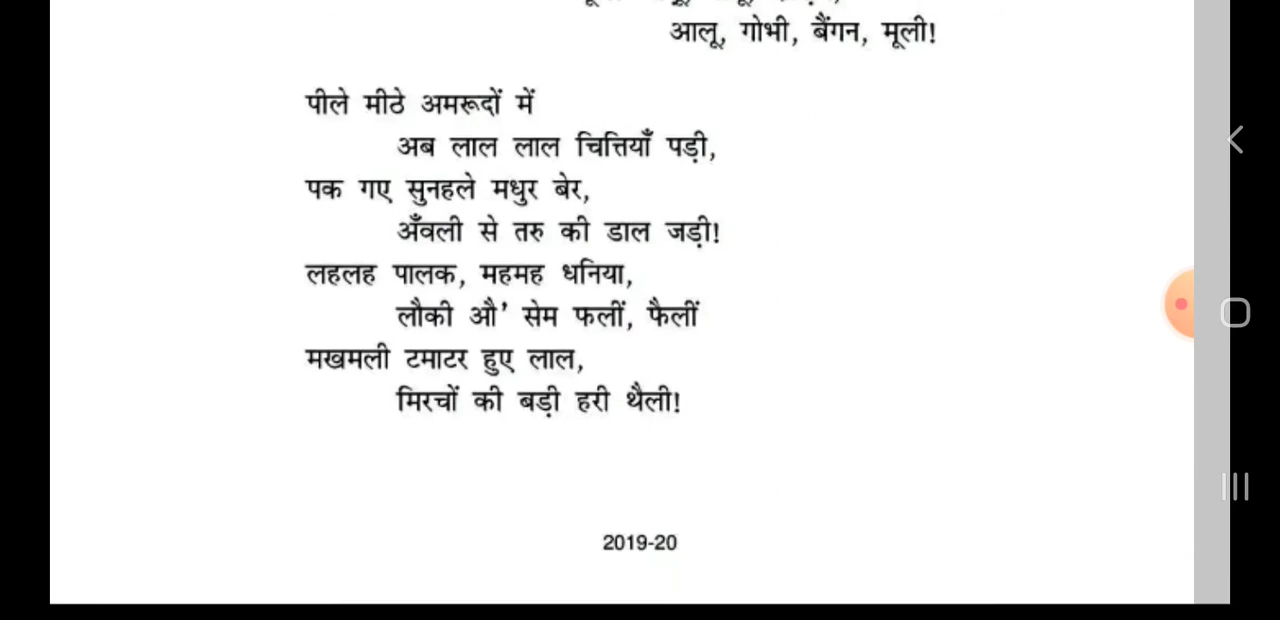 आलू, गोभी, बैंगन, मूली!
पीले मीठे अमरूदों में
अब लाल लाल चित्तियाँ पड़ी,
पक गए सुनहले मधुर बेर,
अँवली से तरु की डाल जड़ी!
लहलह पालक, महमह धनिया,
लौकी औ' सेम फलीं, फैलीं
मखमली टमाटर हुए लाल,
मिरचों की बड़ी हरी थैली!
2019-20